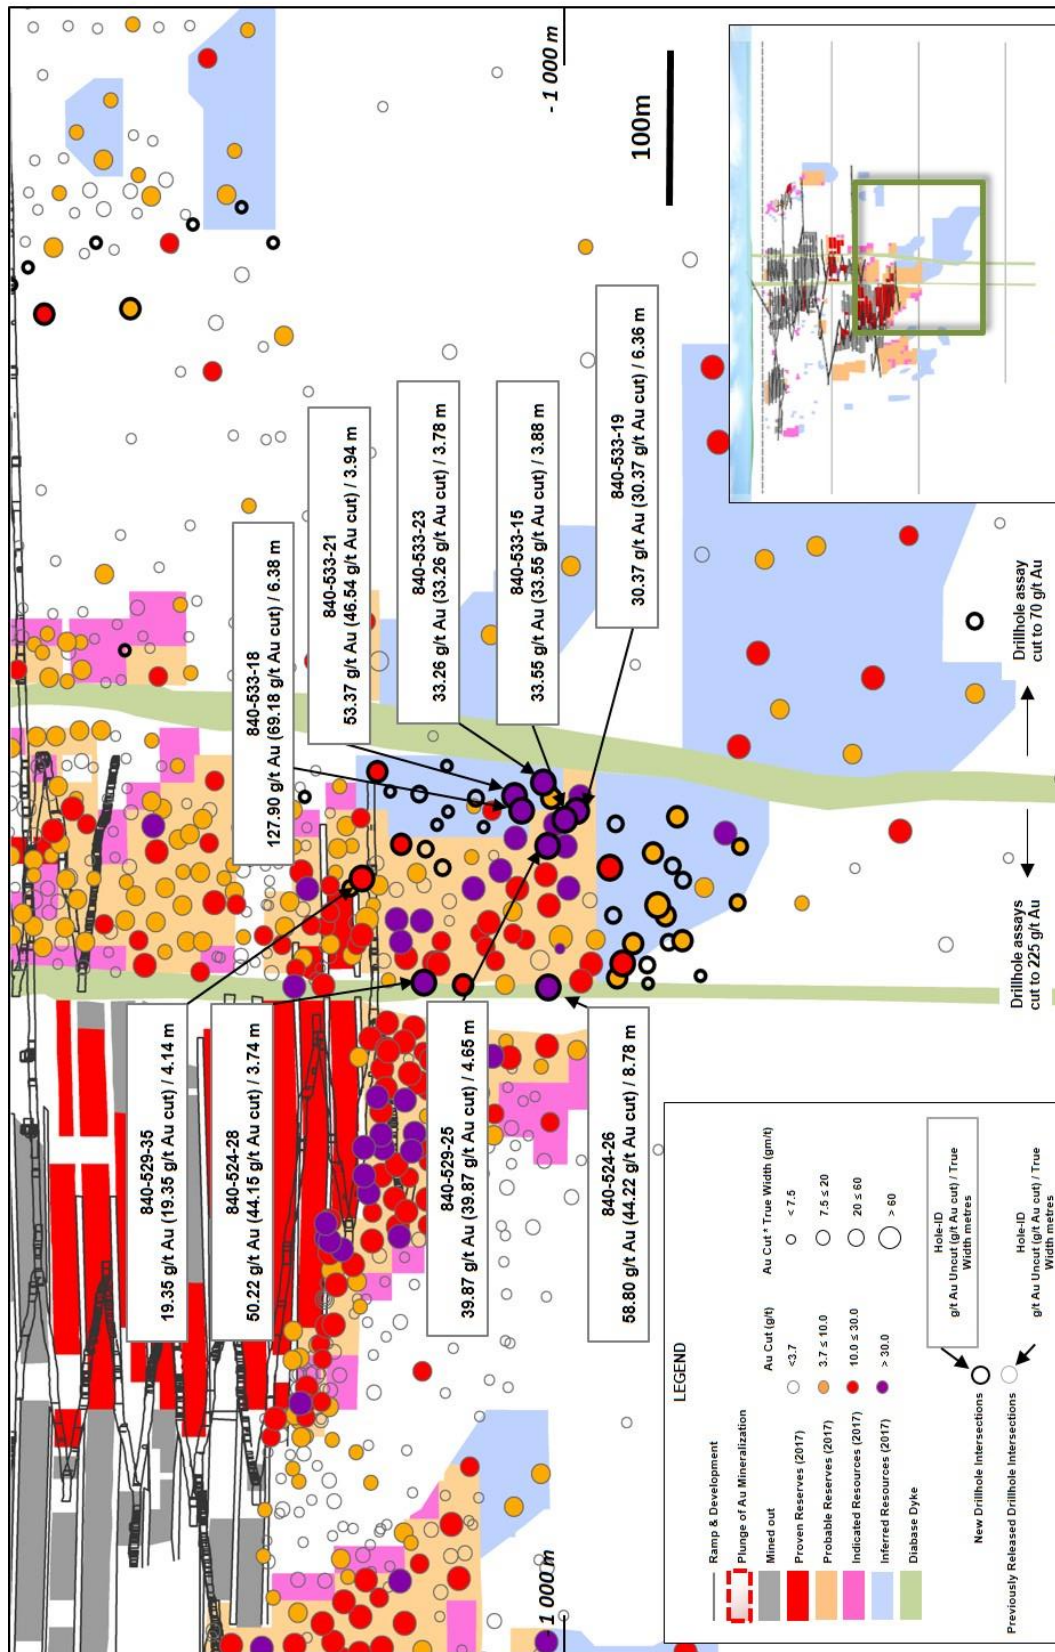 - 1 000 m
- 1 000 m
100m
840-533-18
127.90 g/t Au (69.18 g/t Au cut) / 6.38 m
840-533-21
53.37 g/t Au (46.54 g/t Au cut) / 3.94 m
840-533-23
33.26 g/t Au (33.26 g/t Au cut) / 3.78 m
840-533-15
33.55 g/t Au (33.55 g/t Au cut) / 3.88 m
840-533-19
30.37 g/t Au (30.37 g/t Au cut) / 6.36 m
840-529-35
19.35 g/t Au (19.35 g/t Au cut) / 4.14 m
840-524-28
50.22 g/t Au (44.15 g/t Au cut) / 3.74 m
840-529-25
39.87 g/t Au (39.87 g/t Au cut) / 4.65 m
840-524-26
58.80 g/t Au (44.22 g/t Au cut) / 8.78 m
Drillhole assays
cut to 225 g/t Au
Drillhole assay
cut to 70 g/t Au
LEGEND
Ramp & Development
Plunge of Au Mineralization
Mined out
Proven Reserves (2017)
Probable Reserves (2017)
Indicated Resources (2017)
Inferred Resources (2017)
Diabase Dyke
Au Cut (g/t)
<3.7
3.7 ≤ 10.0
10.0 ≤ 30.0
> 30.0
Au Cut * True Width (gm/t)
< 7.5
7.5 ≤ 20
20 ≤ 60
> 60
New Drillhole Intersections
Hole-ID
g/t Au Uncut (g/t Au cut) / True
Width metres
Previously Released Drillhole Intersections
Hole-ID
g/t Au Uncut (g/t Au cut) / True
Width metres